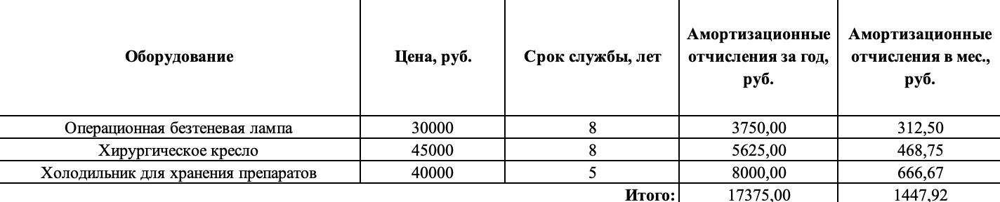 Оборудование Цена, руб. Срок службы, лет Амортизационные отчисления за год, руб. Амортизационные отчисления в мес., руб.
Операционная безтеневая лампа 30000 8 3750,00 312,50
Хирургическое кресло 45000 8 5625,00 468,75
Холодильник для хранения препаратов 40000 5 8000,00 666,67
Итого: 17375,00 1447,92